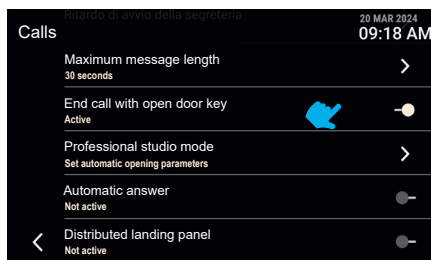 Ritardo di avvio della segreteria
20 MAR 2024
Calls
09:18 AM
Maximum message length
30 seconds
End call with open door key
Active
Professional studio mode
Set automatic opening parameters
Automatic answer
Not active
Distributed landing panel
Not active